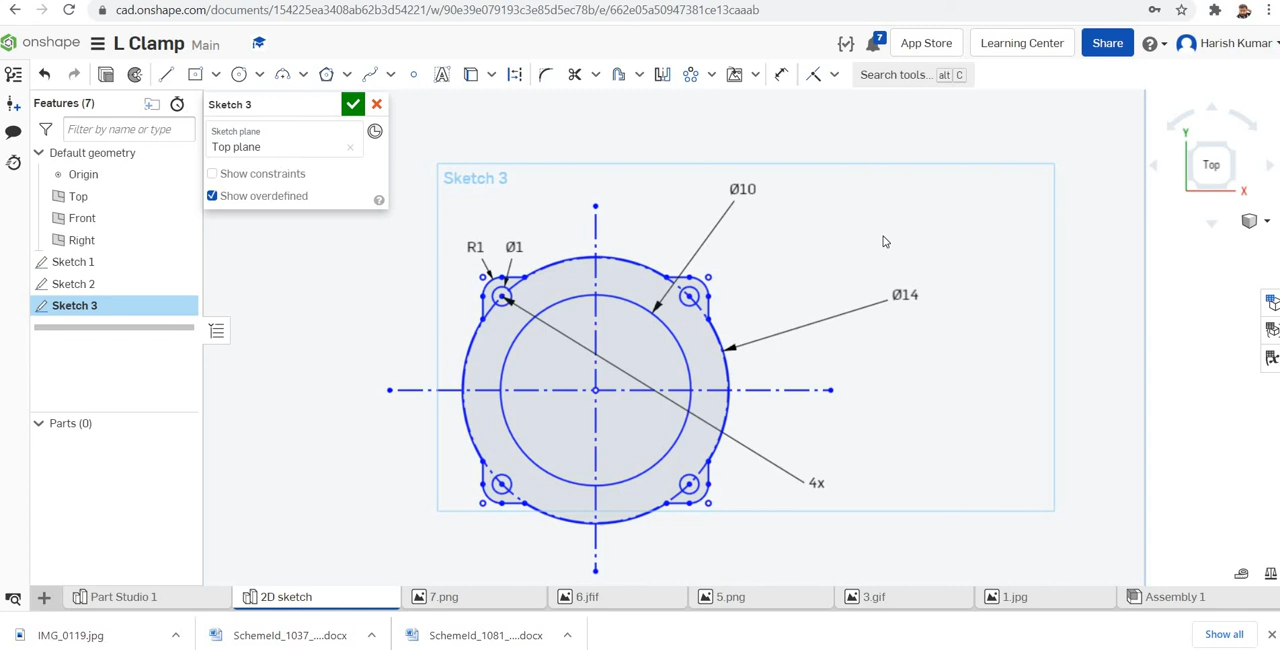 cad.onshape.com/documents/154225ea3408ab62b3d54221/w/90e39e079193c3e85d5ec78b/e/662e05a50947381ce13caaab
onshape
L Clamp
Main
7
App Store
Learning Center
Share
Harish Kumar
Search tools...
alt
C
Features (7)
Sketch 3
Filter by name or type
Sketch plane
Top plane
Default geometry
Show constraints
Origin
Show overdefined
Top
Front
Right
Sketch 1
Sketch 2
Sketch 3
Parts (0)
Sketch 3
Ø10
R1
Ø1
Ø14
4x
Y
Top
X
Part Studio 1
2D sketch
7.png
6.jfif
5.png
3.gif
1.jpg
Assembly 1
IMG_0119.jpg
SchemeId_1037_....docx
SchemeId_1081_....docx
Show all